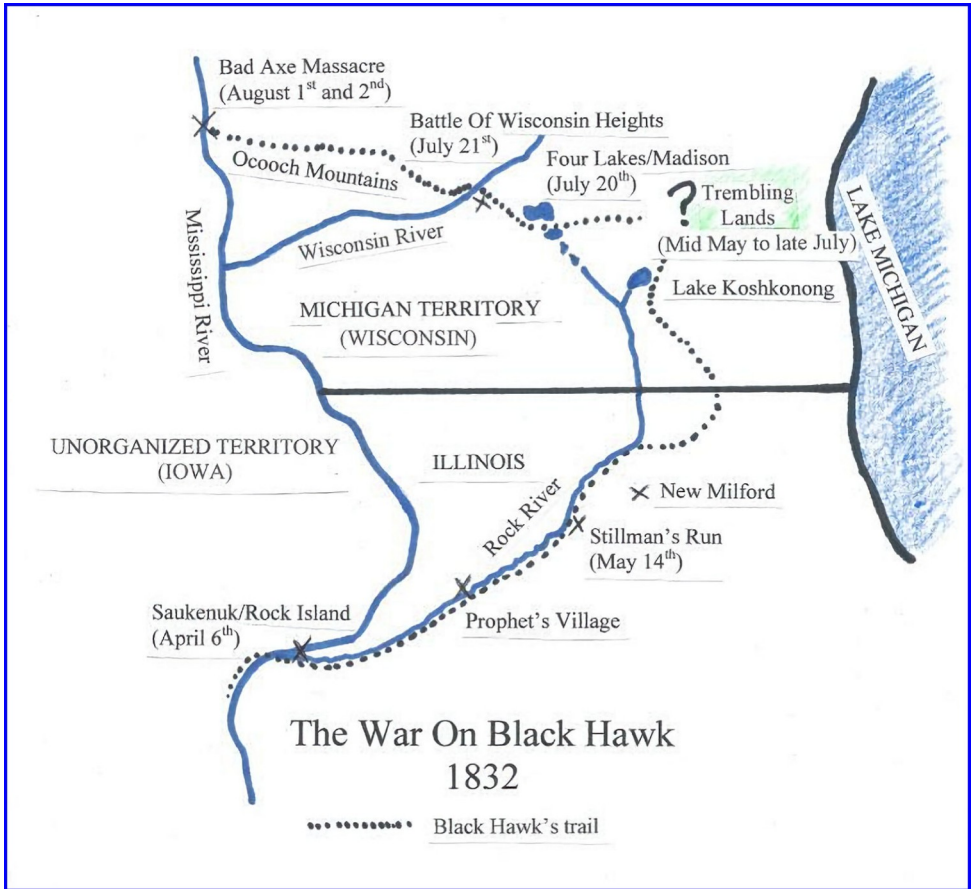 Bad Axe Massacre
(August 1st and 2nd)
Battle Of Wisconsin Heights
(July 21st)
Four Lakes/Madison
(July 20th)
Ocooch Mountains
? Trembling
Lands
(Mid May to late July)
Mississippi River
Wisconsin River
LAKE MICHIGAN
Lake Koshkonong
MICHIGAN TERRITORY
(WISCONSIN)
UNORGANIZED TERRITORY
(IOWA)
ILLINOIS
Rock River
New Milford
Stillman's Run
(May 14th)
Saukenuk/Rock Island
(April 6th)
Prophet's Village
The War On Black Hawk
1832
Black Hawk's trail